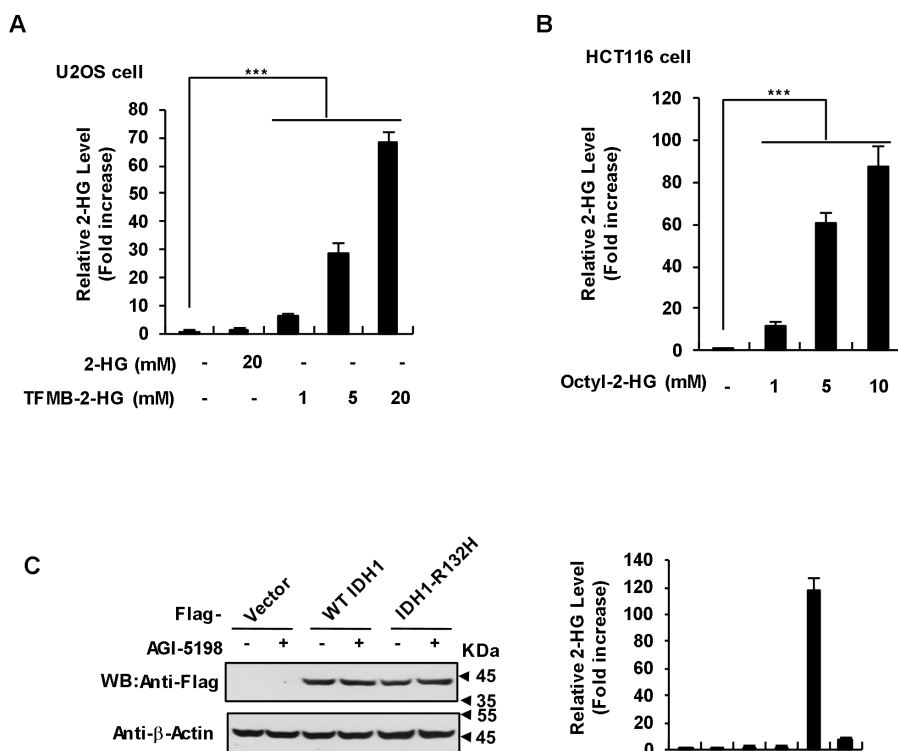 A
U2OS cell
***
Relative 2-HG Level
(Fold increase)
80
70
60
50
40
30
20
10
0
2-HG (mM) - 20 - - -
TFMB-2-HG (mM) - - 1 5 20
B
HCT116 cell
***
Relative 2-HG Level
(Fold increase)
120
100
80
60
40
20
0
Octyl-2-HG (mM) - 1 5 10
C
Flag- Vector WT IDH1 IDH1-R132H
AGI-5198 - + - + - + KDa
WB:Anti-Flag 45
35
55
Anti-β-Actin 45
Relative 2-HG Level
(Fold increase)
140
120
100
80
60
40
20
0